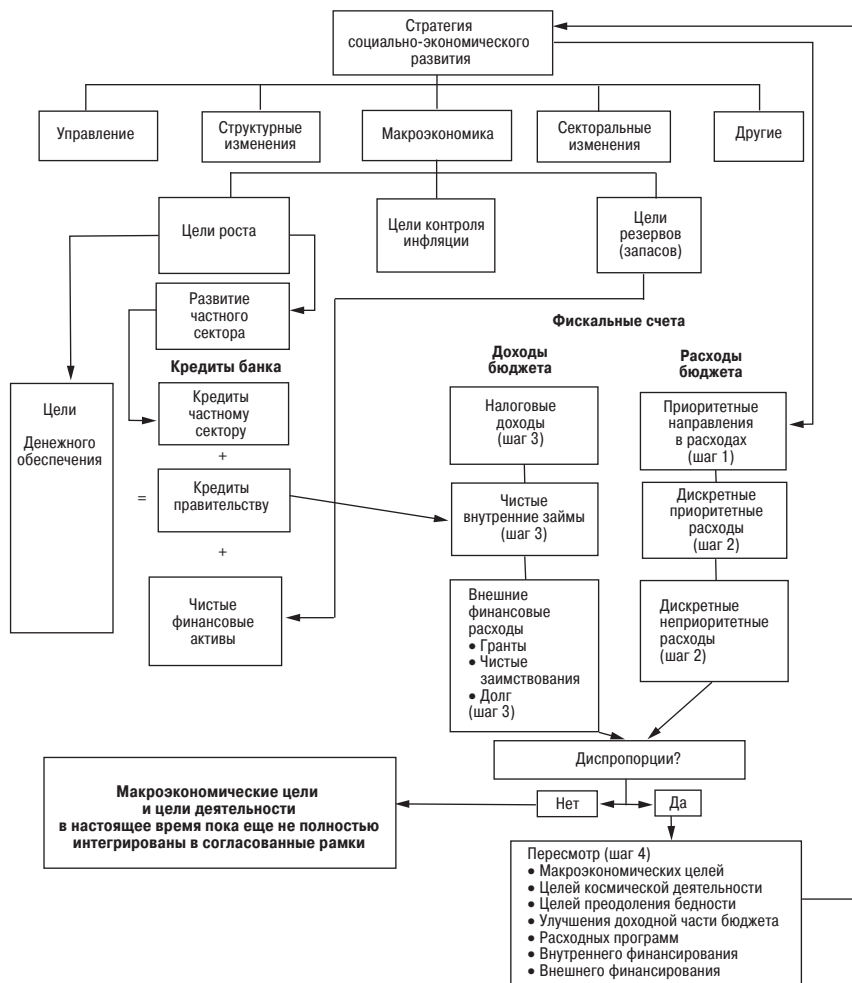 Стратегия
социально-экономического
развития
Управление
Структурные
изменения
Макроэкономика
Секторальные
изменения
Другие
Цели роста
Цели контроля
инфляции
Цели
резервов
(запасов)
Развитие
частного
сектора
Фискальные счета
Кредиты банка
Доходы
бюджета
Расходы
бюджета
Цели
Денежного
обеспечения
Кредиты
частному
сектору
+
=
Кредиты
правительству
+
Чистые
финансовые
активы
Налоговые
доходы
(шаг 3)
Чистые
внутренние займы
(шаг 3)
Внешние
финансовые
расходы
• Гранты
• Чистые
заимствования
• Долг
(шаг 3)
Приоритетные
направления
в расходах
(шаг 1)
Дискретные
приоритетные
расходы
(шаг 2)
Дискретные
неприоритетные
расходы
(шаг 2)
Диспропорции?
Нет
Да
Макроэкономические цели
и цели деятельности
в настоящее время пока еще не полностью
интегрированы в согласованные рамки
Пересмотр (шаг 4)
• Макроэкономических целей
• Целей космической деятельности
• Целей преодоления бедности
• Улучшения доходной части бюджета
• Расходных программ
• Внутреннего финансирования
• Внешнего финансирования